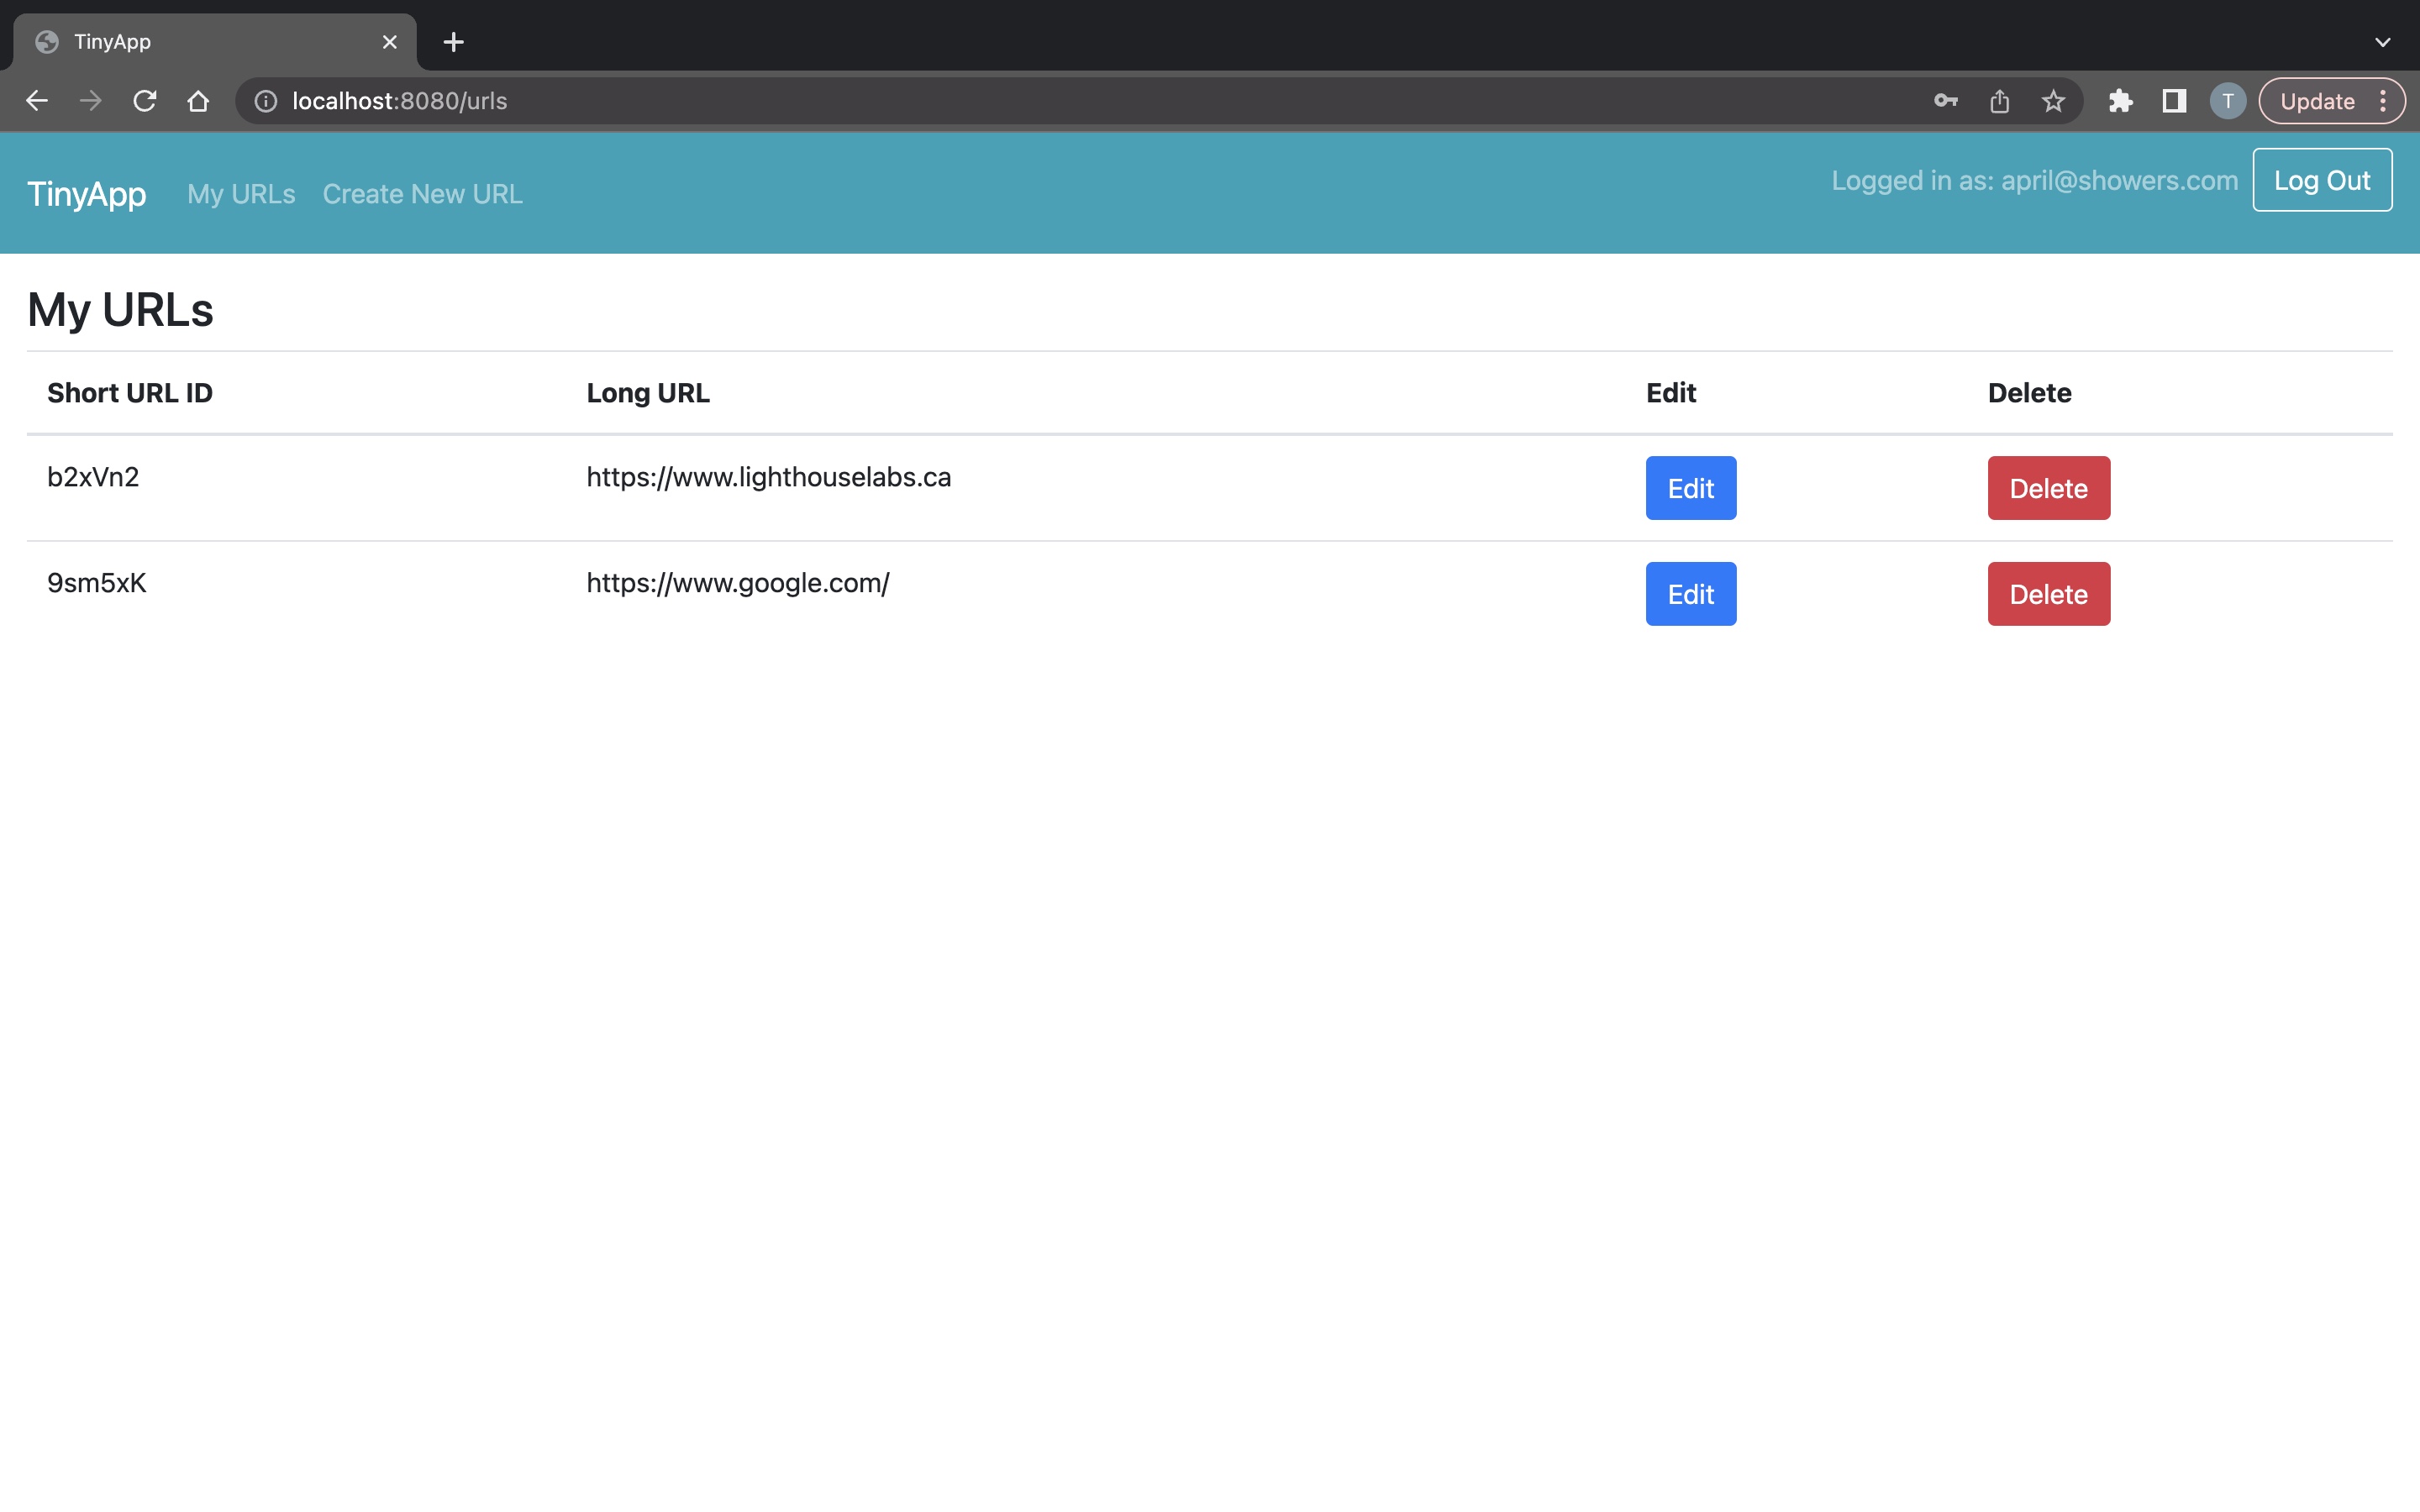 TinyApp
localhost:8080/urls
T
Update
TinyApp My URLs Create New URL Logged in as: april@showers.com Log Out
My URLs
Short URL ID Long URL Edit Delete
b2xVn2 https://www.lighthouselabs.ca Edit Delete
9sm5xK https://www.google.com/ Edit Delete